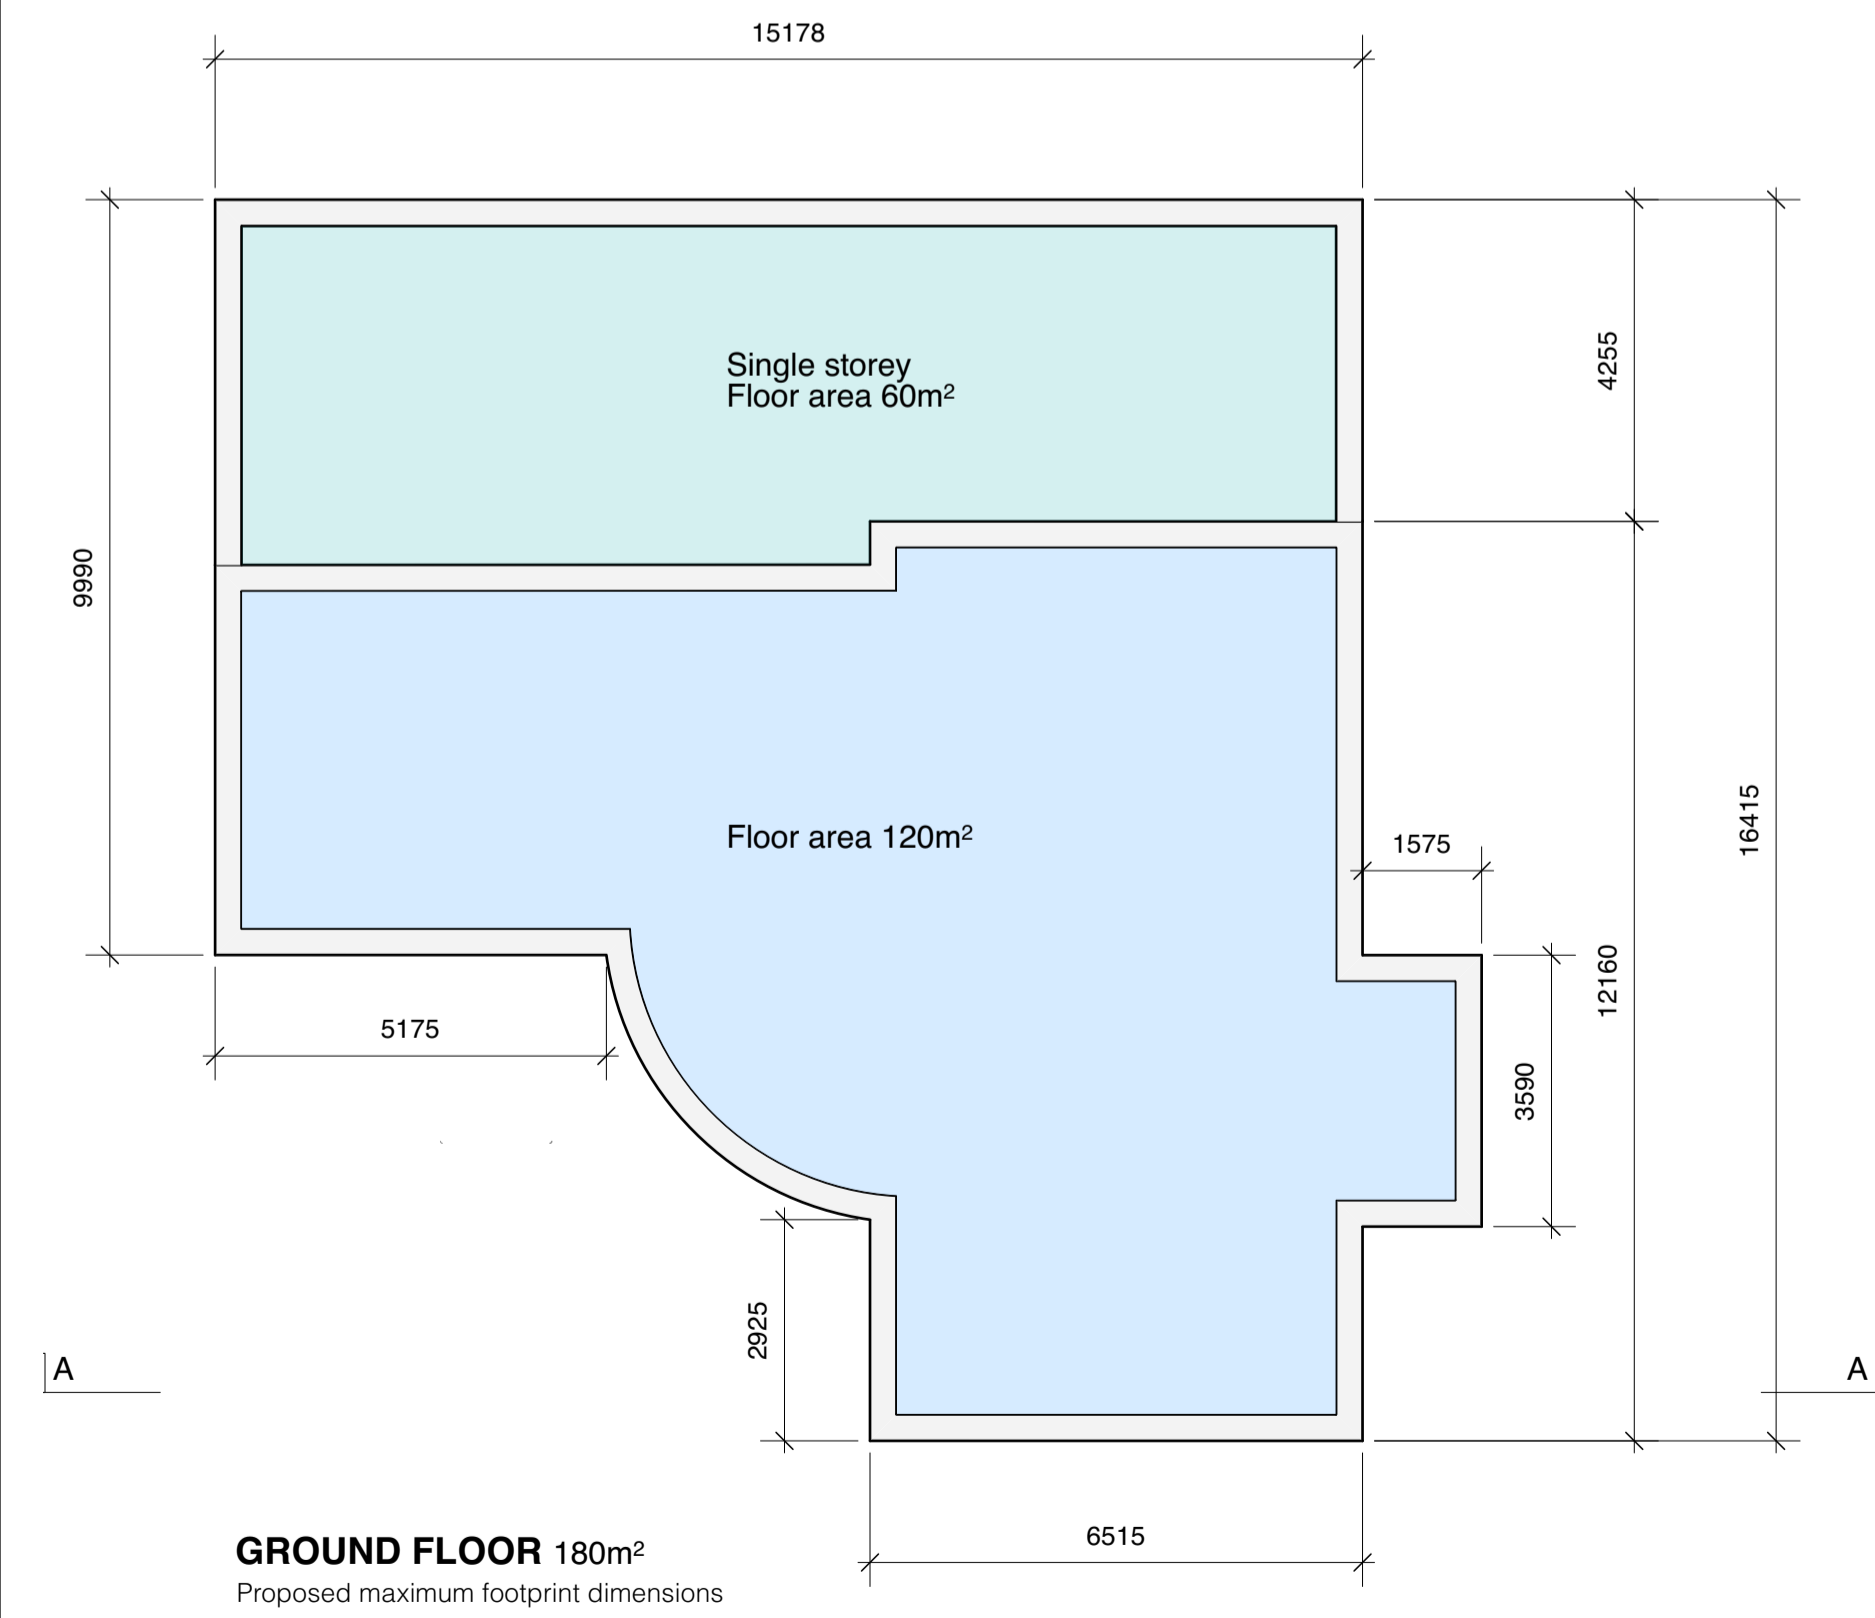 15178
Single storey
Floor area 60m²
4255
9990
16415
Floor area 120m²
1575
12160
5175
3590
2925
A
A
6515
GROUND FLOOR 180m²
Proposed maximum footprint dimensions